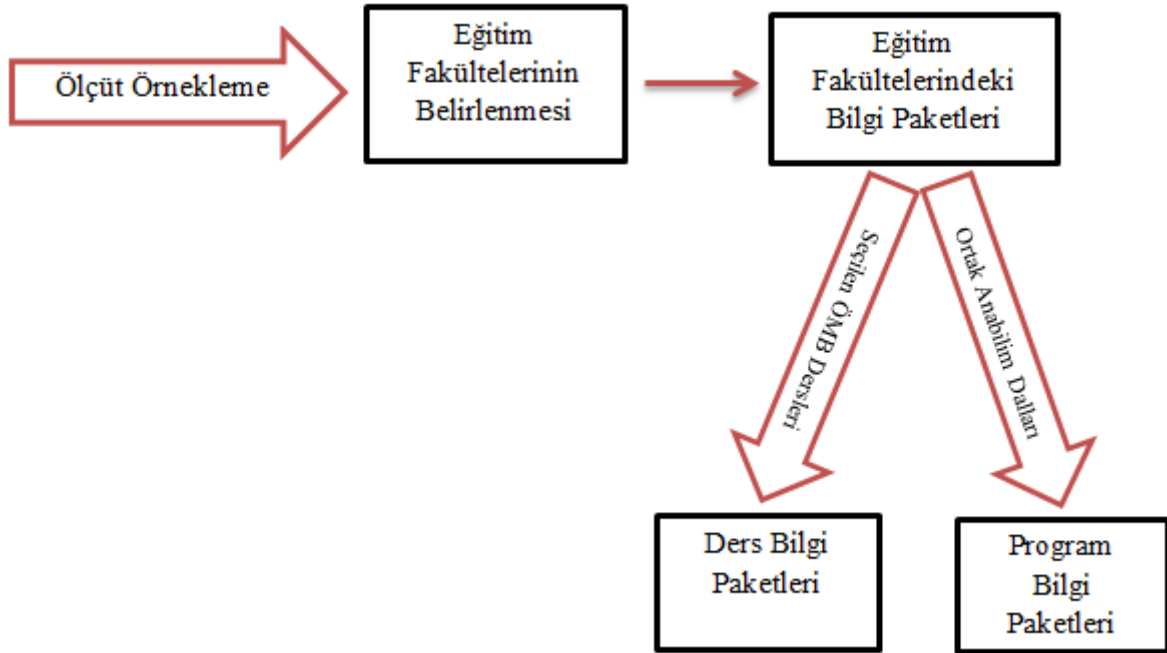 Ölçüt Örnekleme
Eğitim
Fakültelerinin
Belirlenmesi
Eğitim
Fakültelerindeki
Bilgi Paketleri
Seçilen ÖMB Dersleri
Ortak Anabilim Dalları
Ders Bilgi
Paketleri
Program
Bilgi
Paketleri